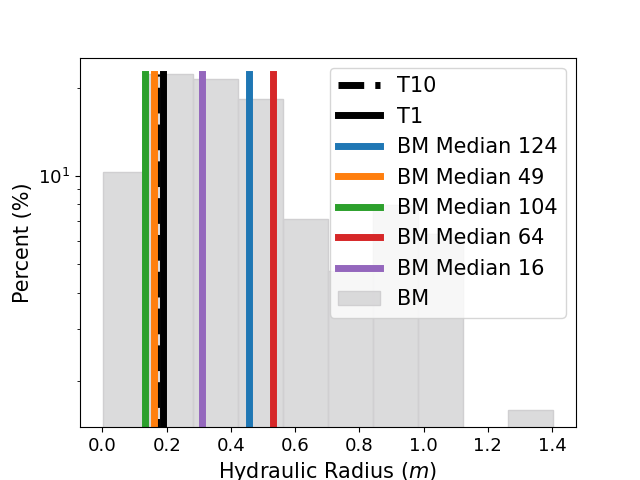 T10
T1
BM Median 124
BM Median 49
BM Median 104
BM Median 64
BM Median 16
BM
Percent (%)
10¹
0.0 0.2 0.4 0.6 0.8 1.0 1.2 1.4
Hydraulic Radius (m)